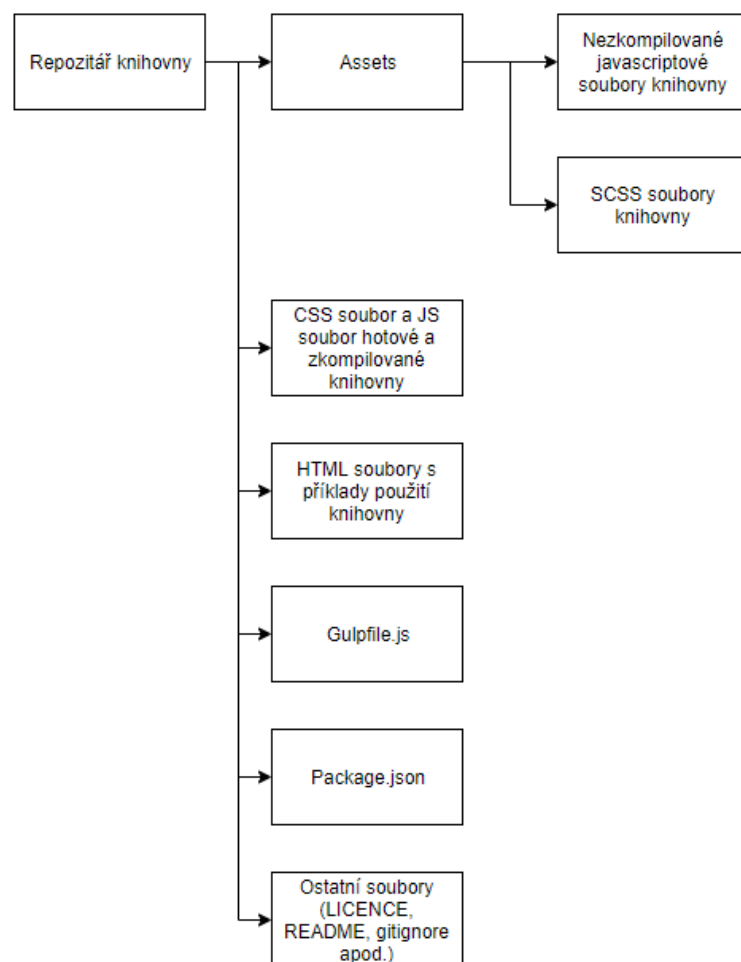 Repozitář knihovny
Assets
Nezkompilované
javascriptové
soubory knihovny
SCSS soubory
knihovny
CSS soubor a JS
soubor hotové a
zkompilované
knihovny
HTML soubory s
příklady použití
knihovny
Gulpfile.js
Package.json
Ostatní soubory
(LICENCE,
README, gitignore
apod.)